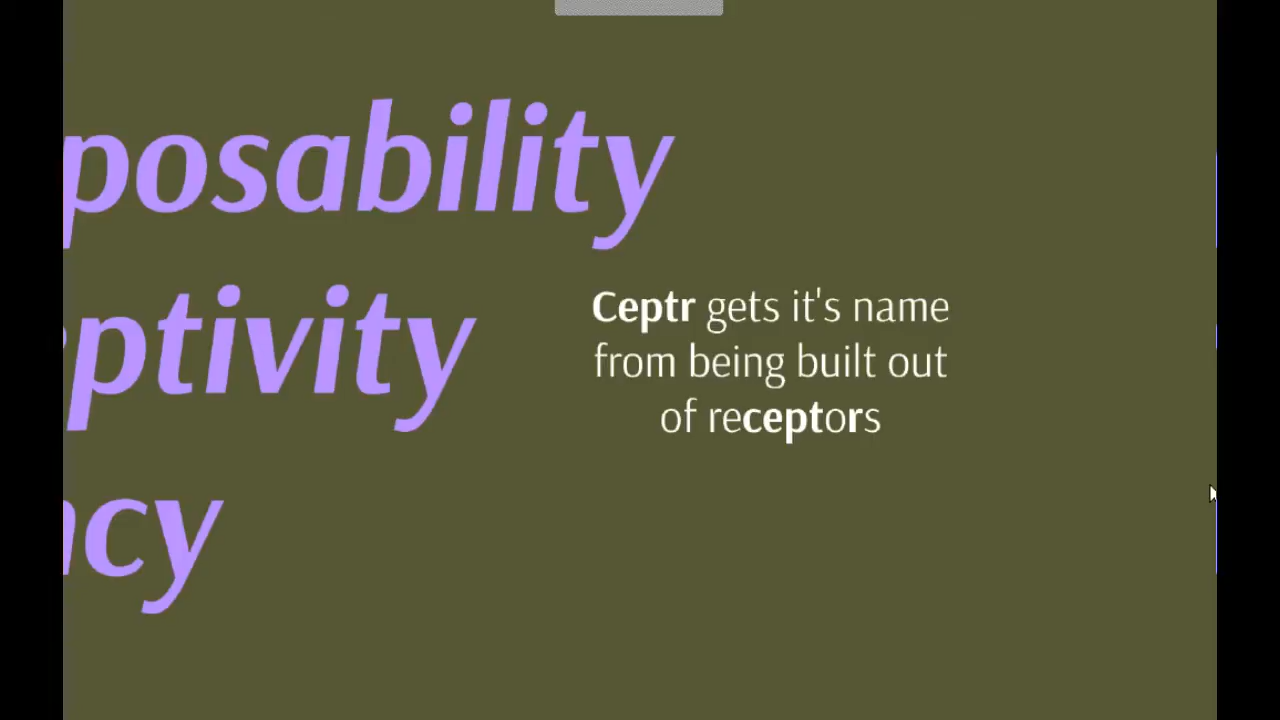 posability
ptivity
cy
Ceptr gets it's name
from being built out
of receptors